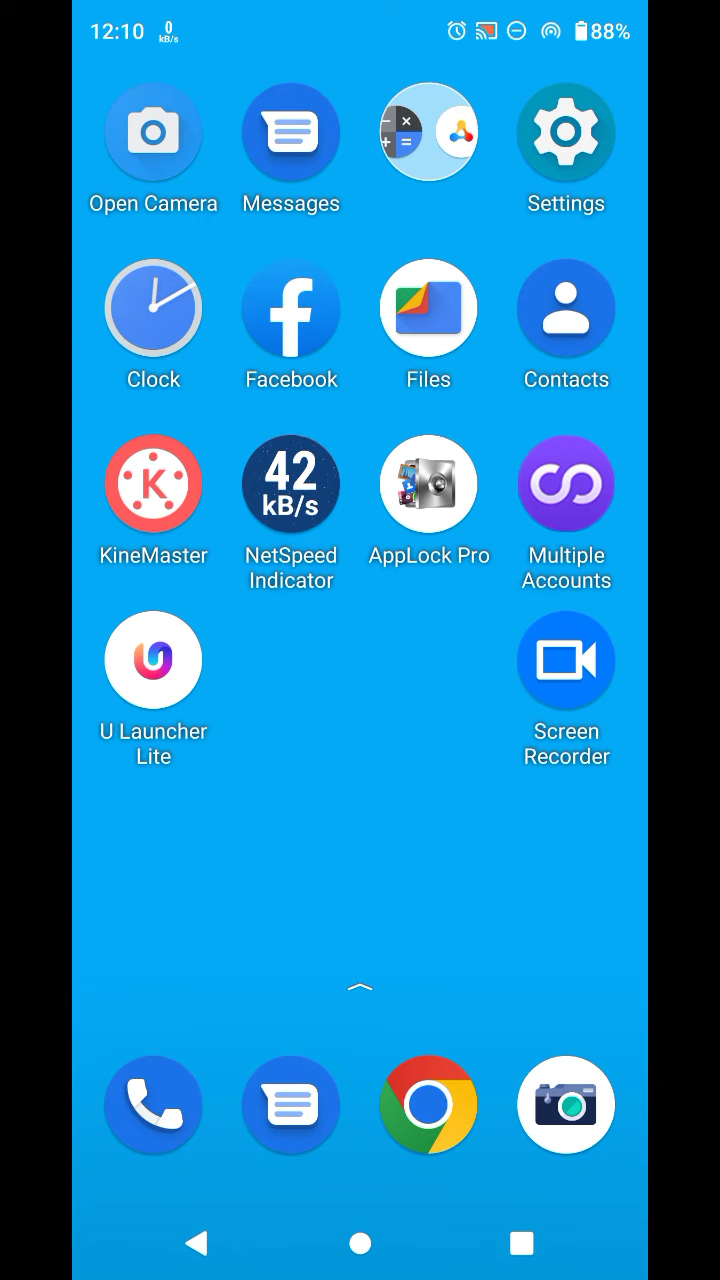 12:10 0 kB/s 88%
Open Camera Messages Settings
Clock Facebook Files Contacts
42
kB/s
KineMaster NetSpeed Indicator AppLock Pro Multiple Accounts
U Launcher Lite Screen Recorder